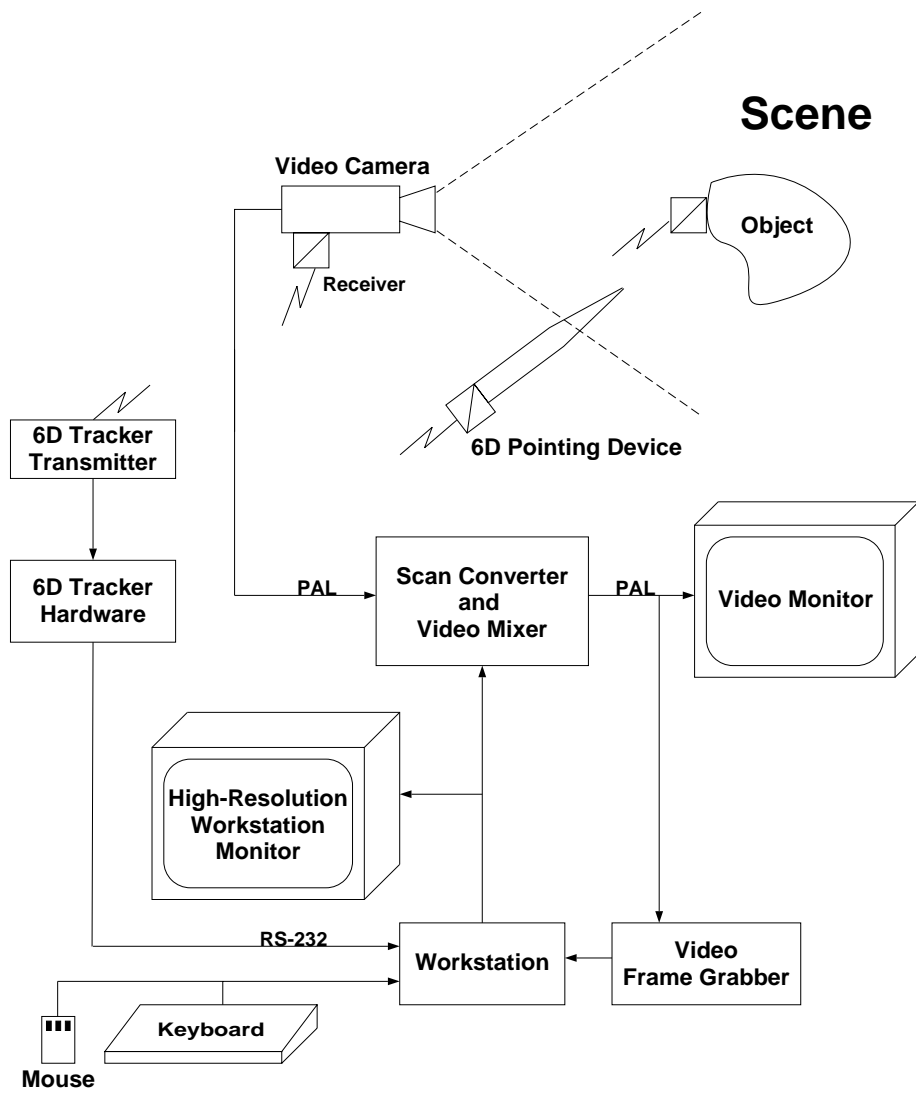 Scene
Video Camera
Object
Receiver
6D Tracker
Transmitter
6D Pointing Device
6D Tracker
Hardware
PAL
Scan Converter
and
Video Mixer
PAL
Video Monitor
High-Resolution
Workstation
Monitor
RS-232
Workstation
Video
Frame Grabber
Keyboard
Mouse